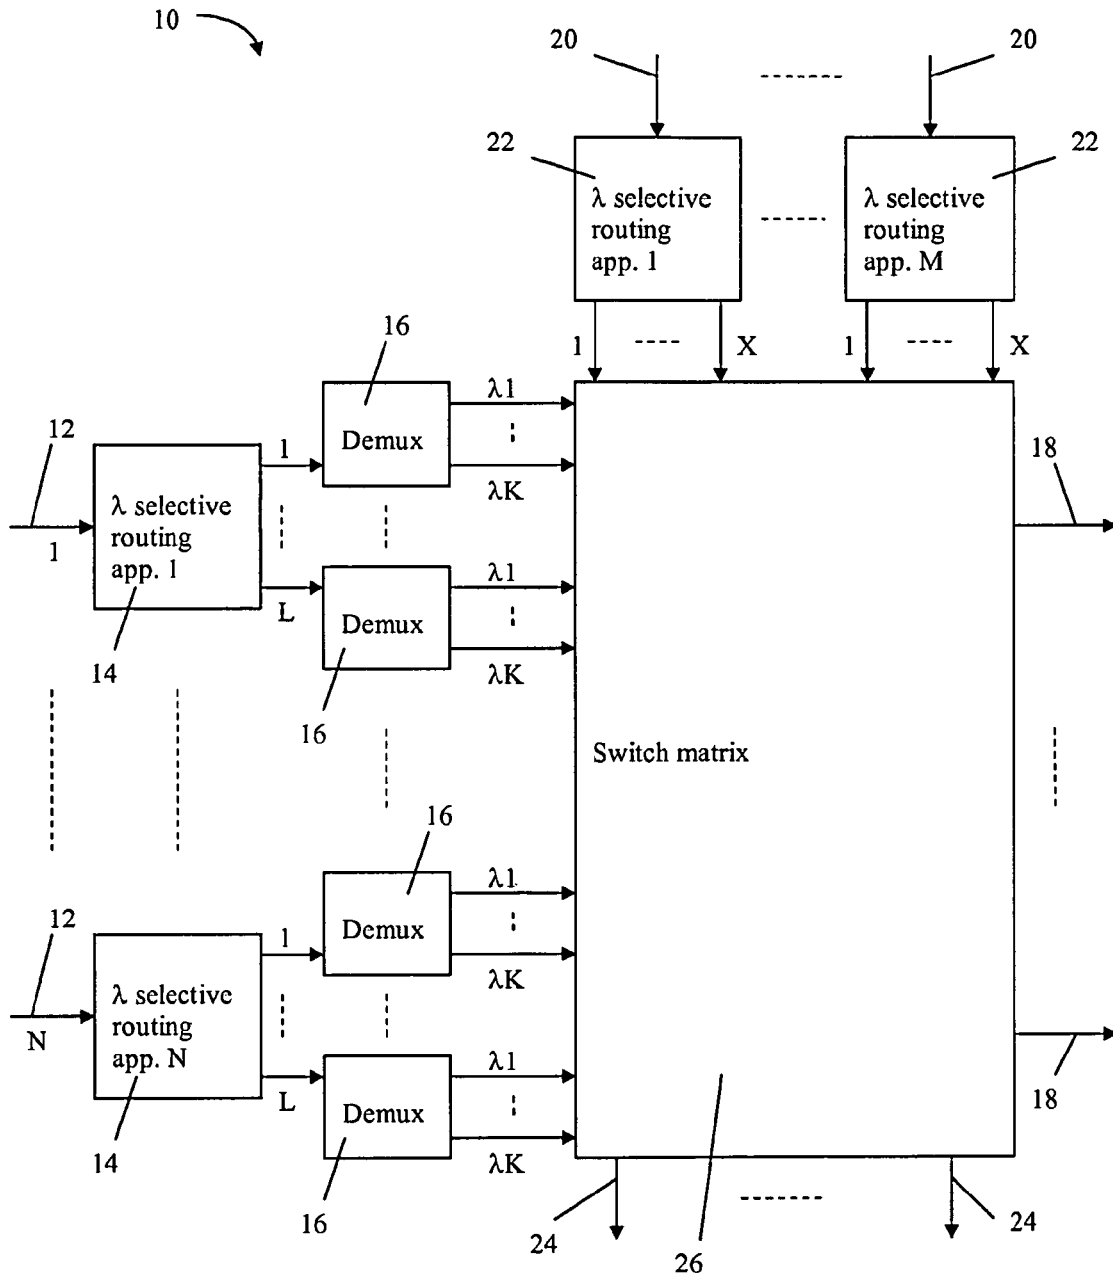 10
20
20
22
22
λ selective
routing
app. 1
λ selective
routing
app. M
1
X
1
X
16
12
1
λ selective
routing
app. 1
14
1
L
Demux
λ1
λK
Demux
16
λ1
λK
18
Switch matrix
16
12
N
λ selective
routing
app. N
14
1
L
Demux
λ1
λK
Demux
16
λ1
λK
18
24
26
24